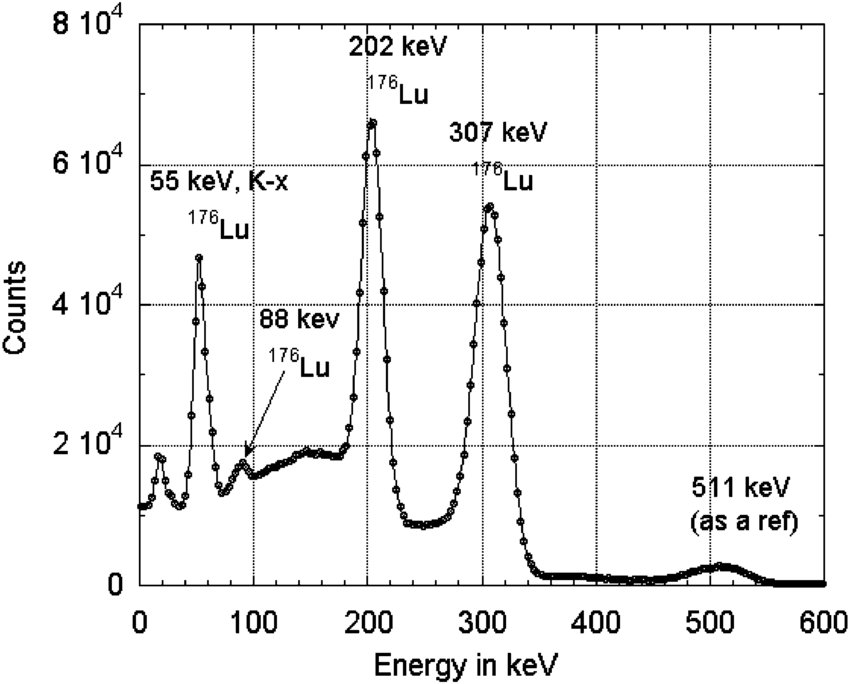 8 10⁴
6 10⁴
4 10⁴
2 10⁴
0
Counts
202 keV
¹⁷⁶Lu
307 keV
¹⁷⁶Lu
55 keV, K-x
¹⁷⁶Lu
88 kev
¹⁷⁶Lu
511 keV
(as a ref)
0 100 200 300 400 500 600
Energy in keV